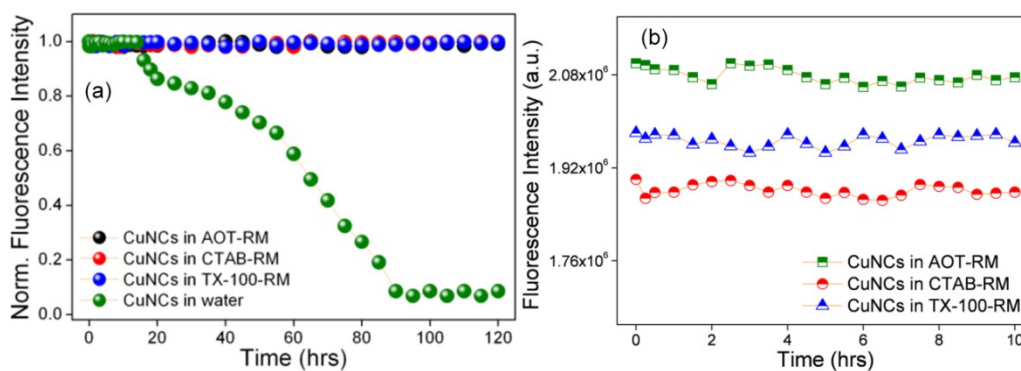 (a)
Norm. Fluorescence Intensity
1.0
0.8
0.6
0.4
0.2
0.0
CuNCs in AOT-RM
CuNCs in CTAB-RM
CuNCs in TX-100-RM
CuNCs in water
0 20 40 60 80 100 120
Time (hrs)
(b)
Fluorescence Intensity (a.u.)
2.08x10⁶
1.92x10⁶
1.76x10⁶
CuNCs in AOT-RM
CuNCs in CTAB-RM
CuNCs in TX-100-RM
0 2 4 6 8 10
Time (hrs)